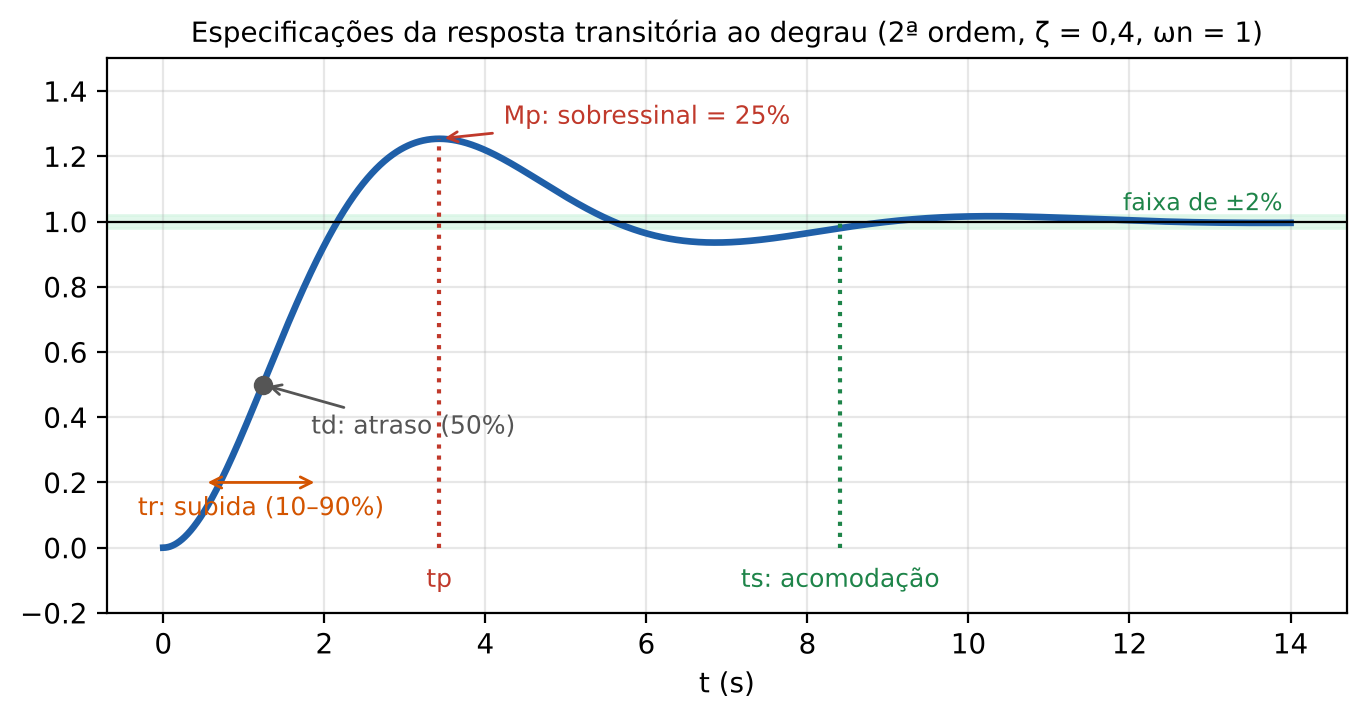 Especificações da resposta transitória ao degrau (2ª ordem, ζ = 0,4, ωn = 1)
1.4
1.2
1.0
0.8
0.6
0.4
0.2
0.0
−0.2
Mp: sobressinal = 25%
faixa de ±2%
td: atraso (50%)
tr: subida (10–90%)
tp
ts: acomodação
0
2
4
6
8
10
12
14
t (s)